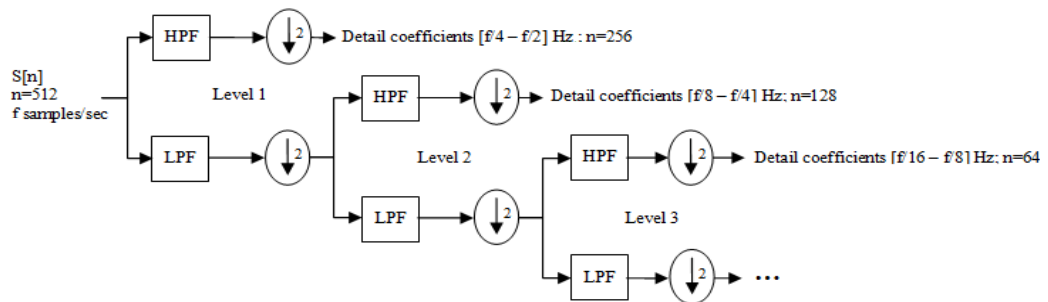 HPF
2
Detail coefficients [f/4 – f/2] Hz : n=256
S[n]
n=512
f samples/sec
Level 1
HPF
2
Detail coefficients [f/8 – f/4] Hz; n=128
LPF
2
Level 2
HPF
2
Detail coefficients [f/16 – f/8] Hz; n=64
LPF
2
Level 3
LPF
2
...